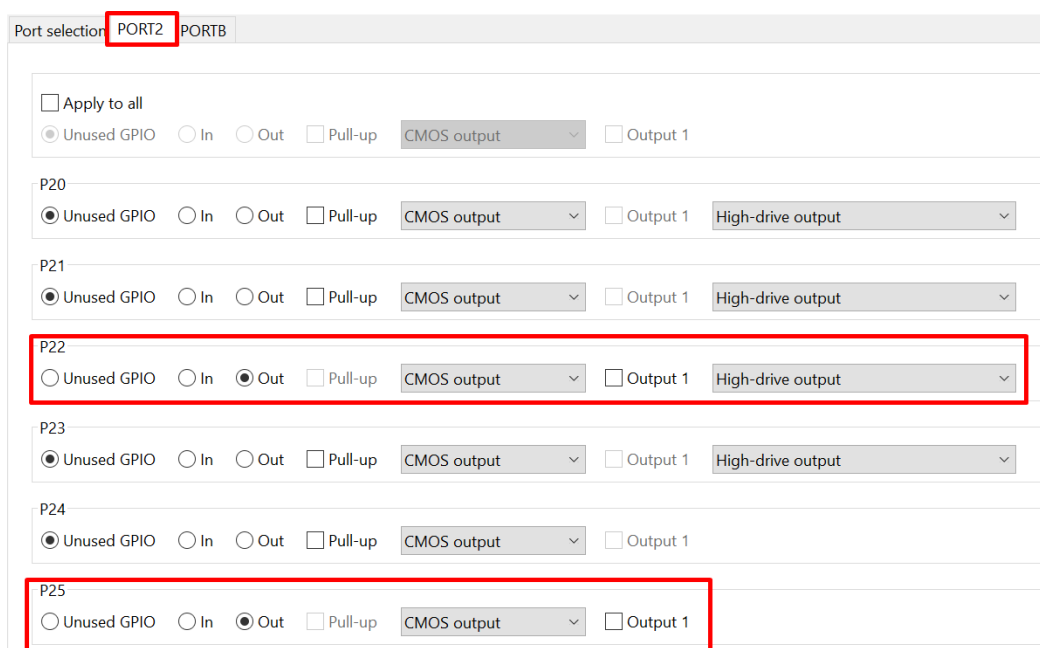 Port selection PORT2 PORTB
Apply to all
Unused GPIO In Out Pull-up CMOS output Output 1
P20
Unused GPIO In Out Pull-up CMOS output Output 1 High-drive output
P21
Unused GPIO In Out Pull-up CMOS output Output 1 High-drive output
P22
Unused GPIO In Out Pull-up CMOS output Output 1 High-drive output
P23
Unused GPIO In Out Pull-up CMOS output Output 1 High-drive output
P24
Unused GPIO In Out Pull-up CMOS output Output 1
P25
Unused GPIO In Out Pull-up CMOS output Output 1